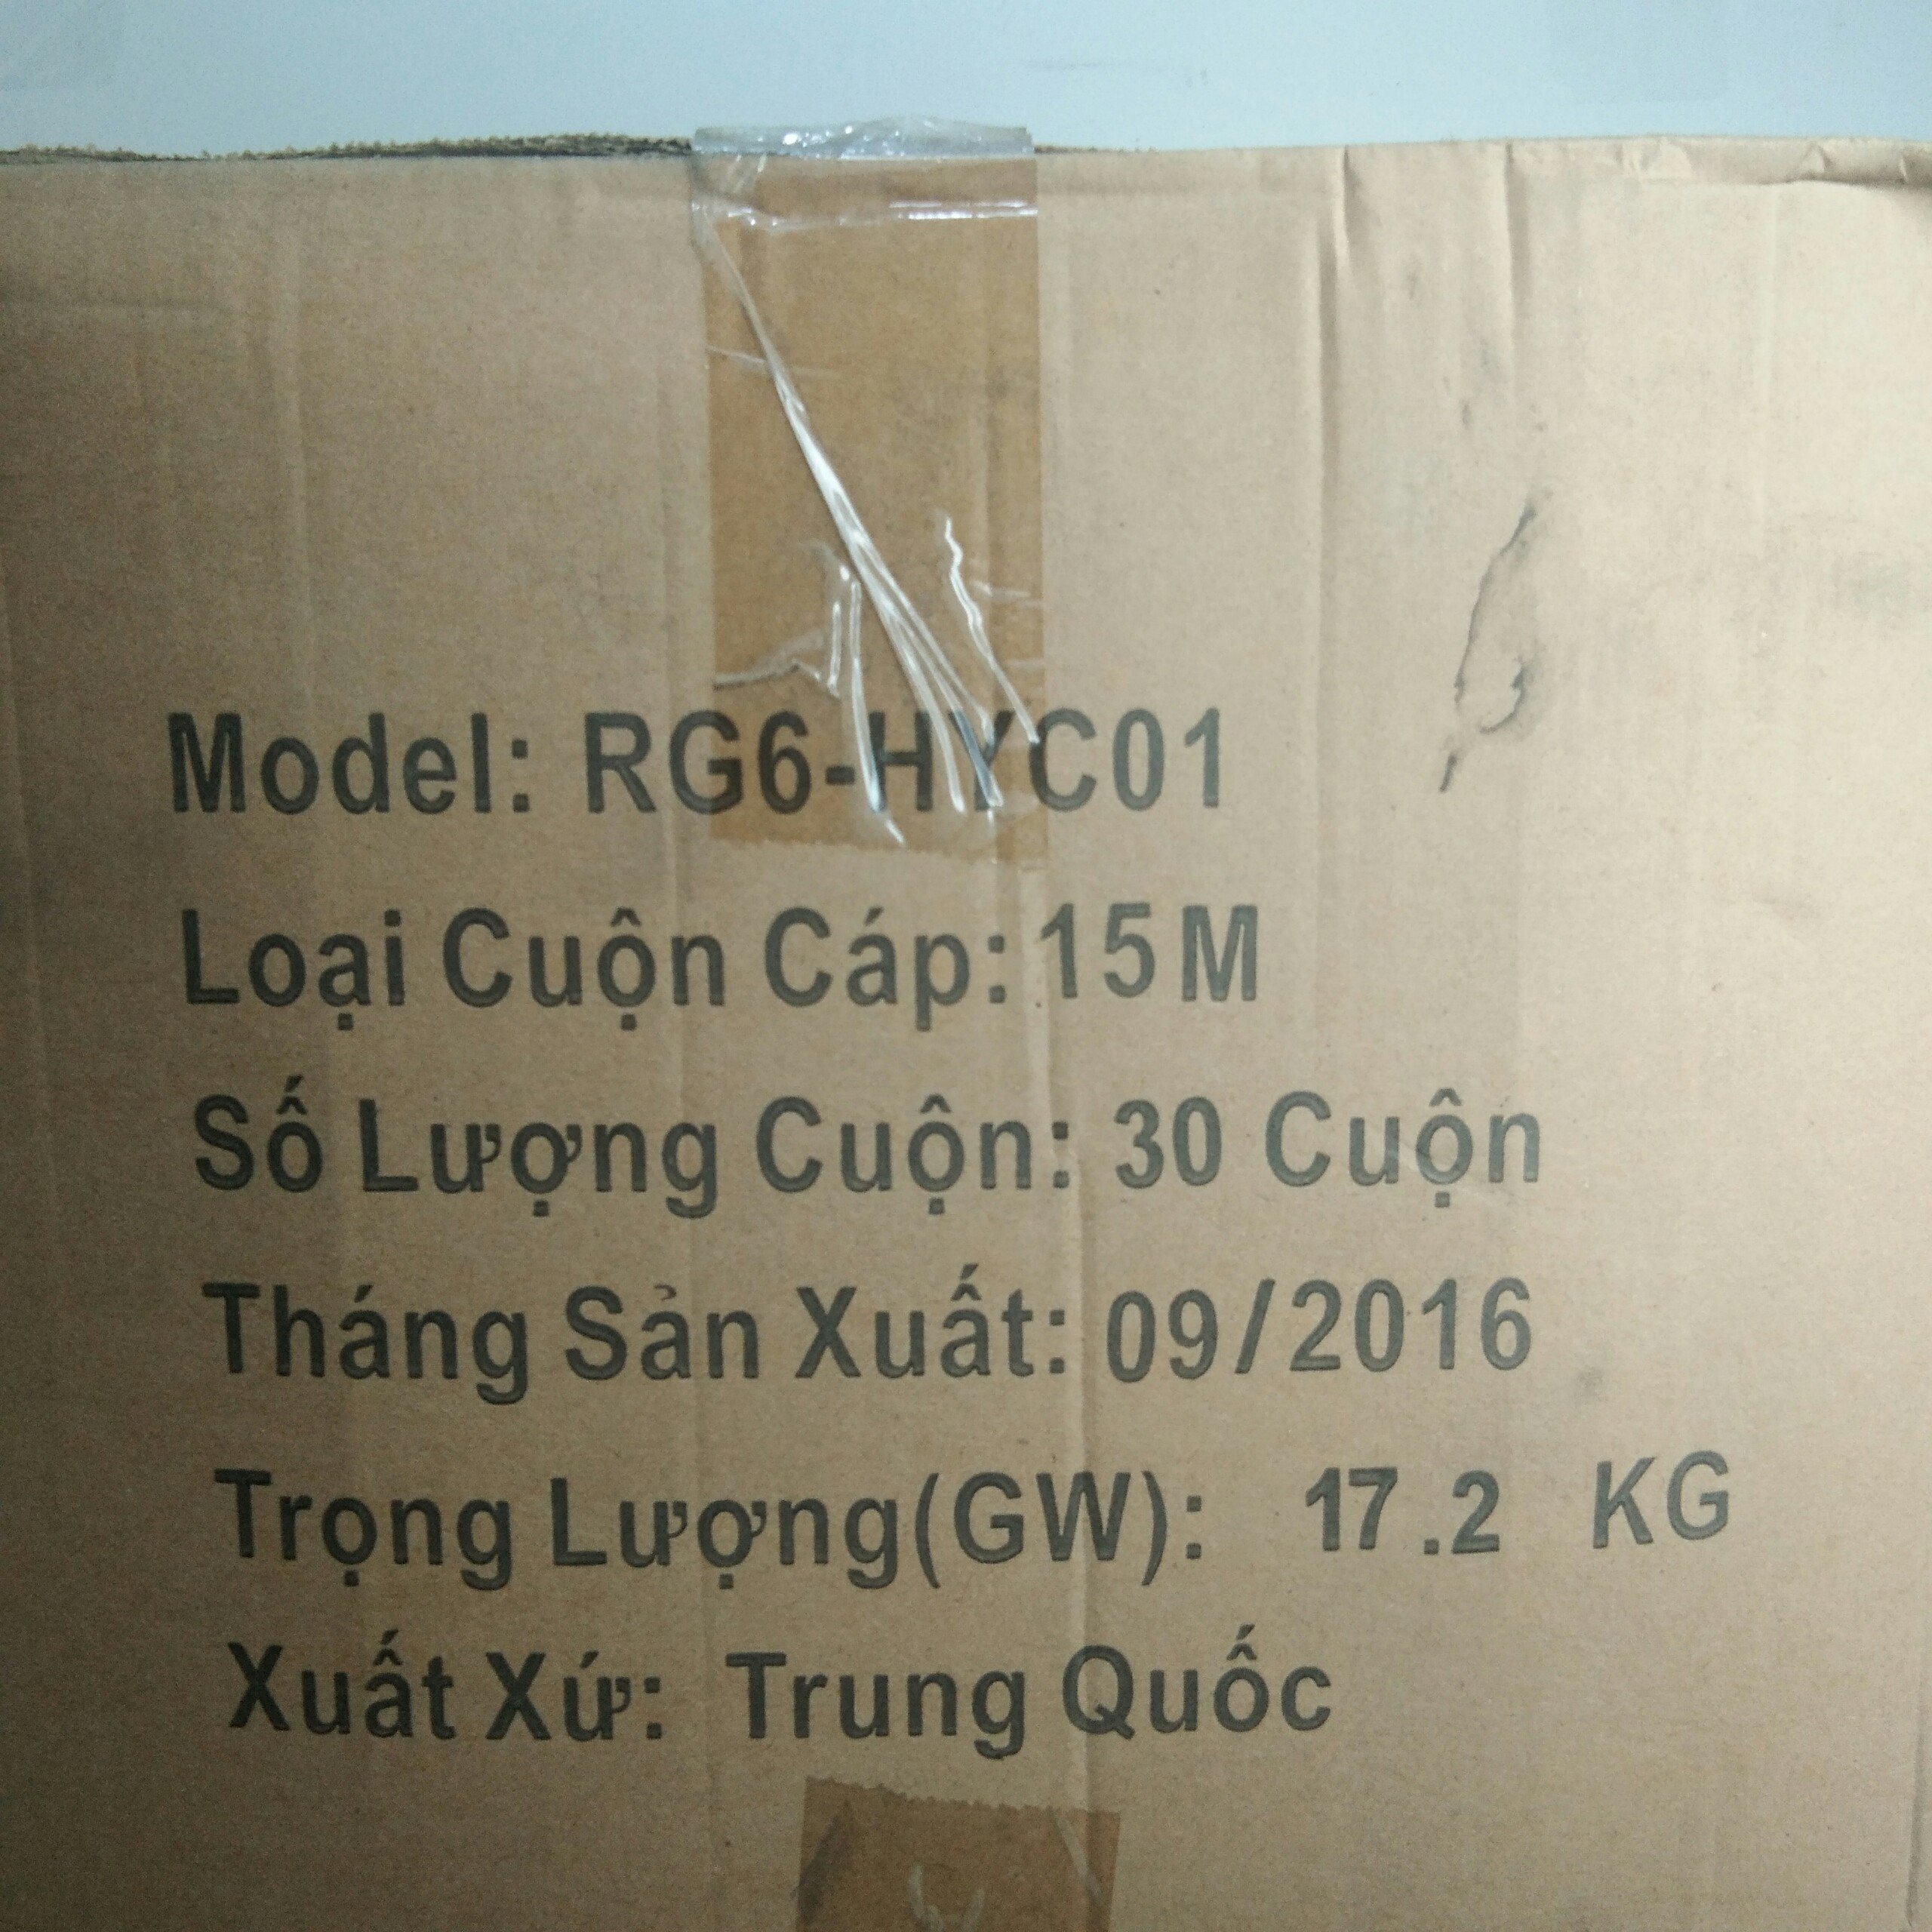 Model: RG6-HYC01
Loại Cuộn Cáp: 15M
Số Lượng Cuộn: 30 Cuộn
Tháng Sản Xuất: 09/2016
Trọng Lượng(GW): 17.2 KG
Xuất Xứ: Trung Quốc